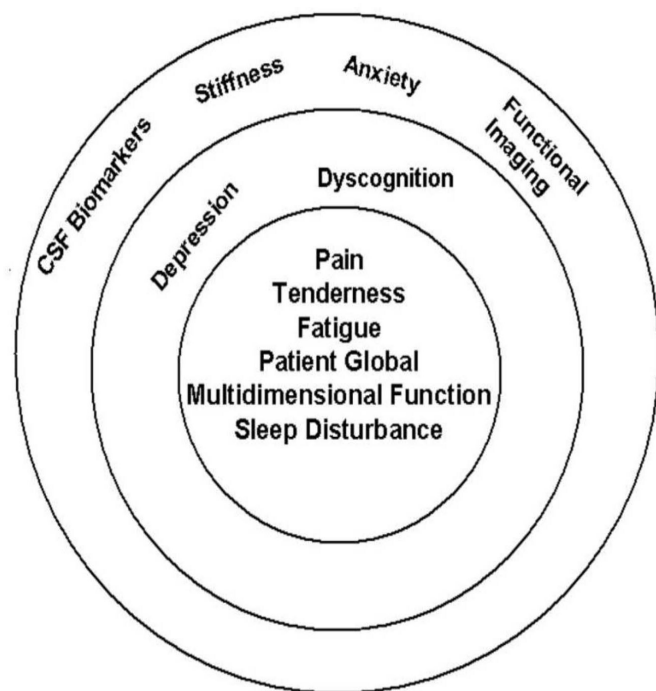 CSF Biomarkers
Stiffness
Anxiety
Functional
Imaging
Depression
Dyscognition
Pain
Tenderness
Fatigue
Patient Global
Multidimensional Function
Sleep Disturbance